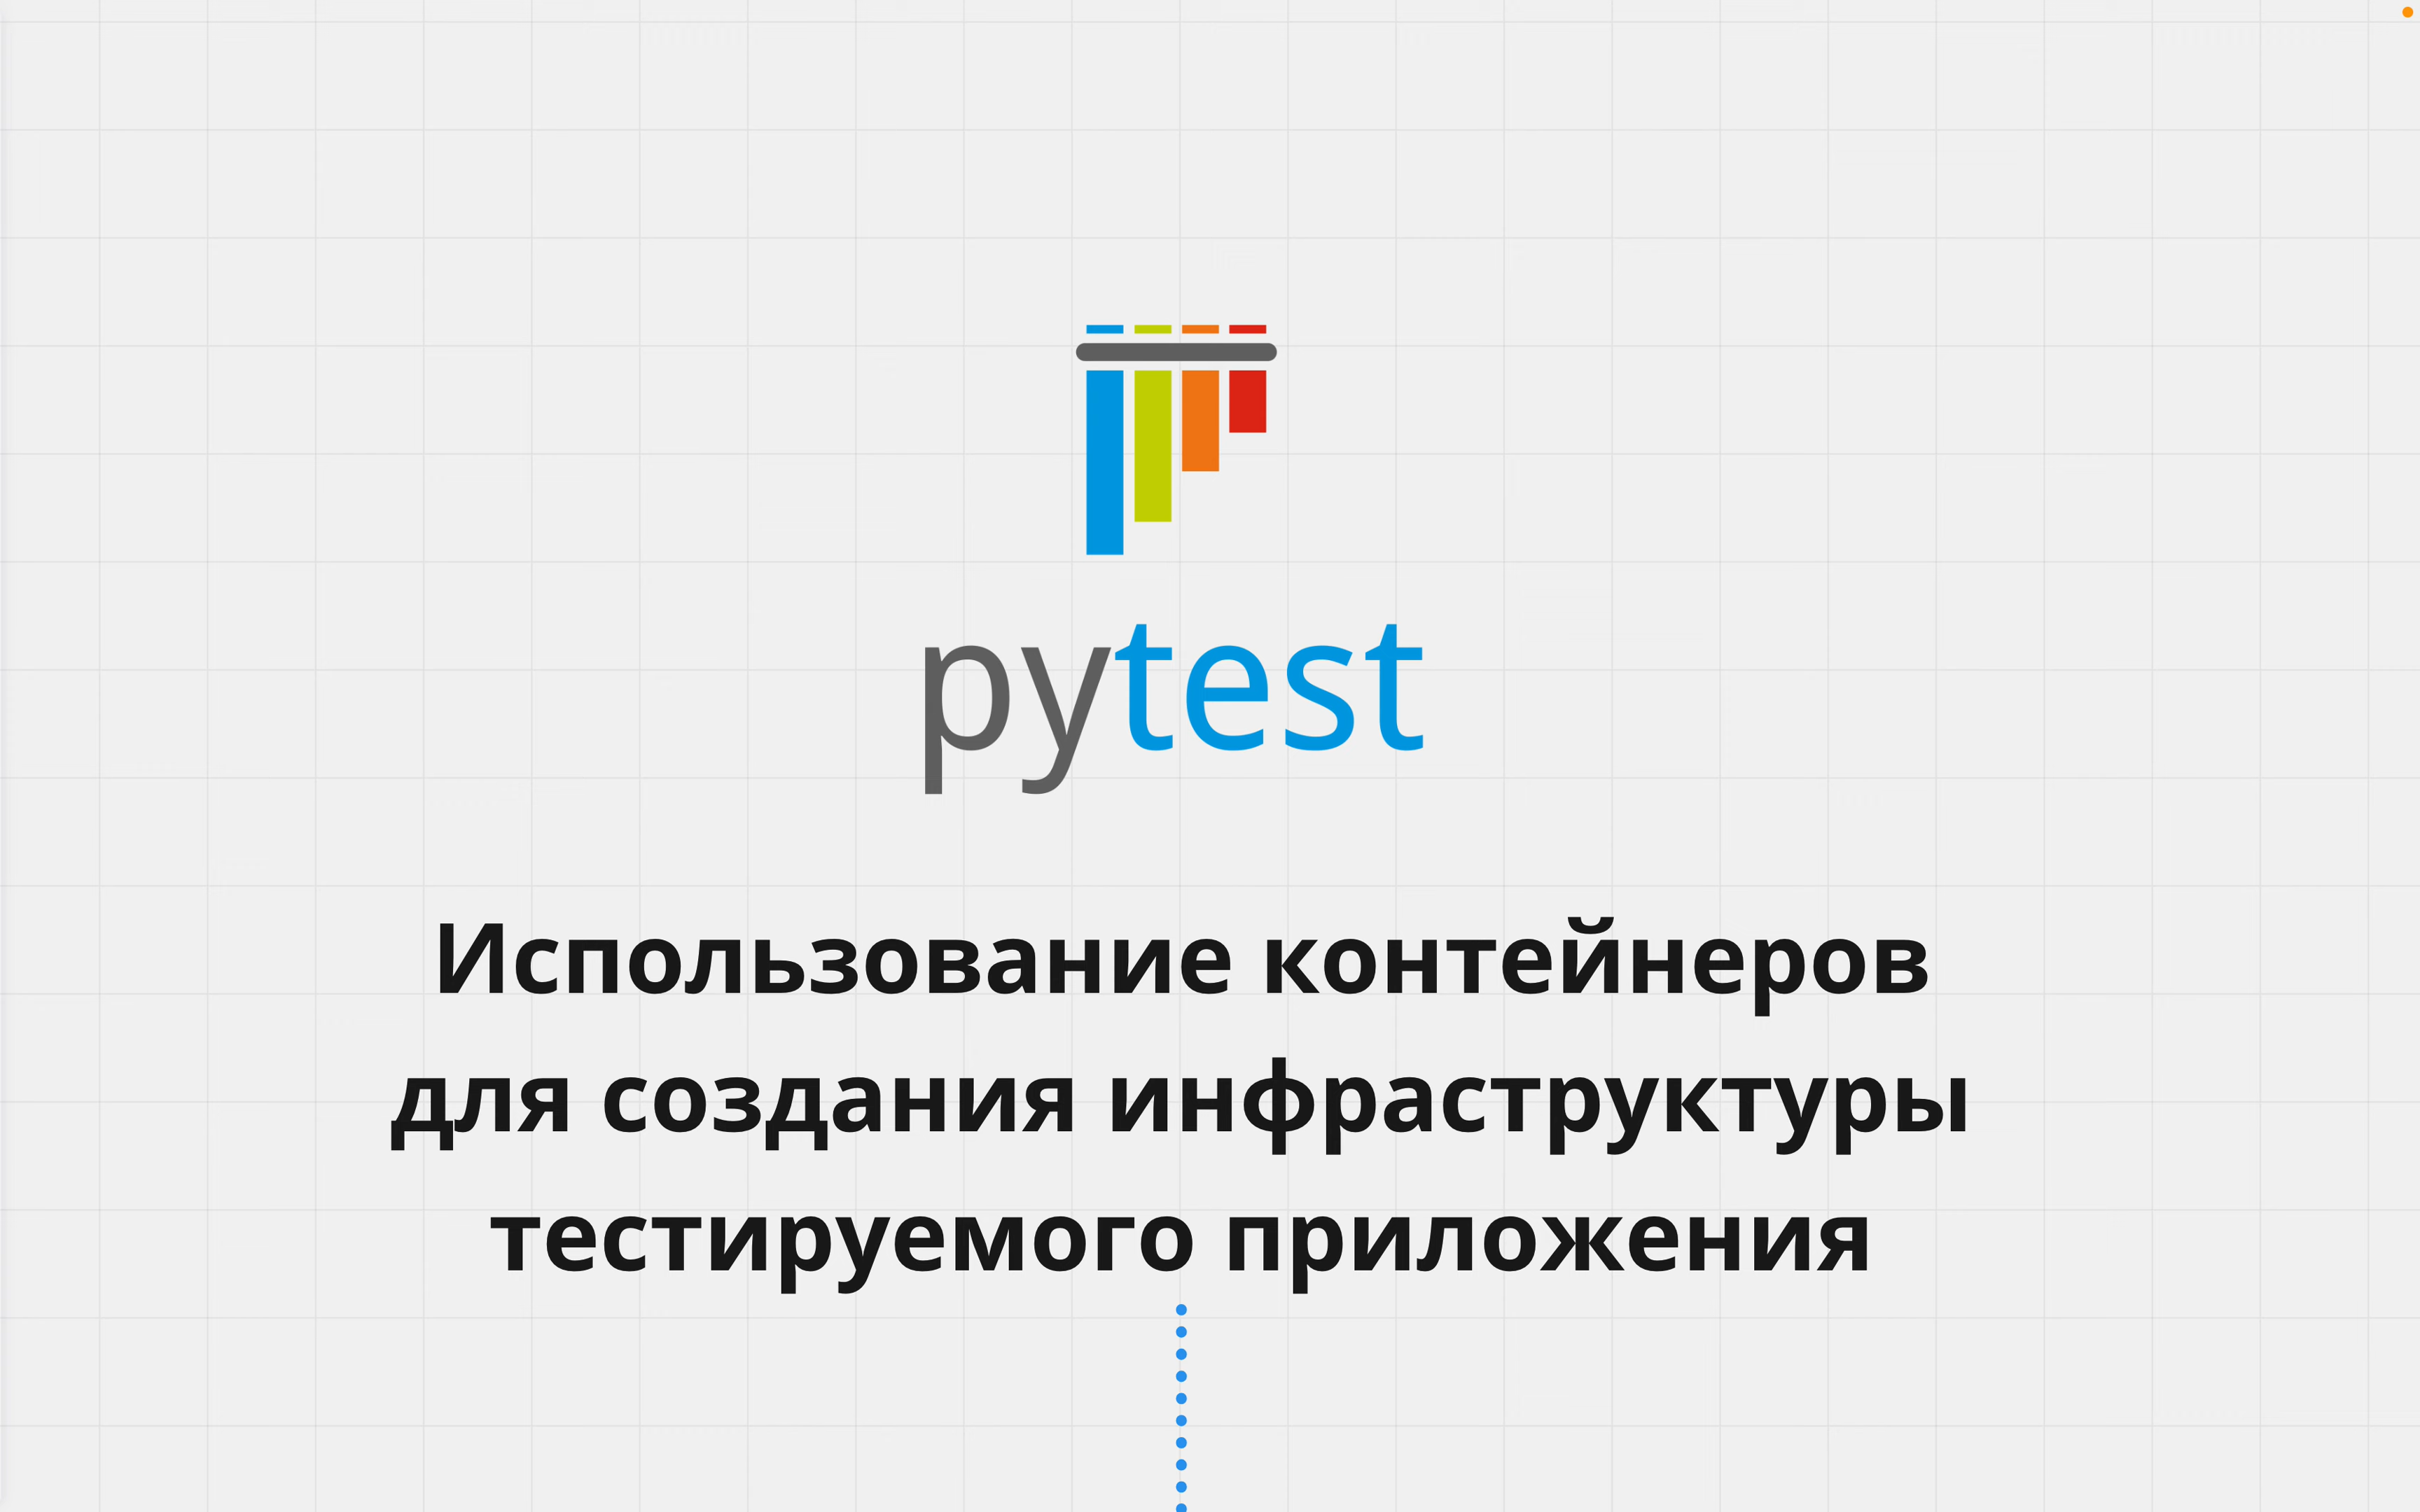 pytest
Использование контейнеров
для создания инфраструктуры
тестируемого приложения